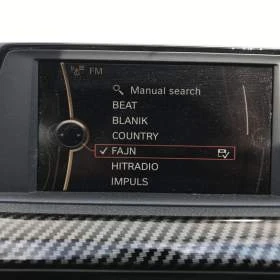 FM
Manual search
BEAT
BLANIK
COUNTRY
FAJN
HITRADIO
IMPULS